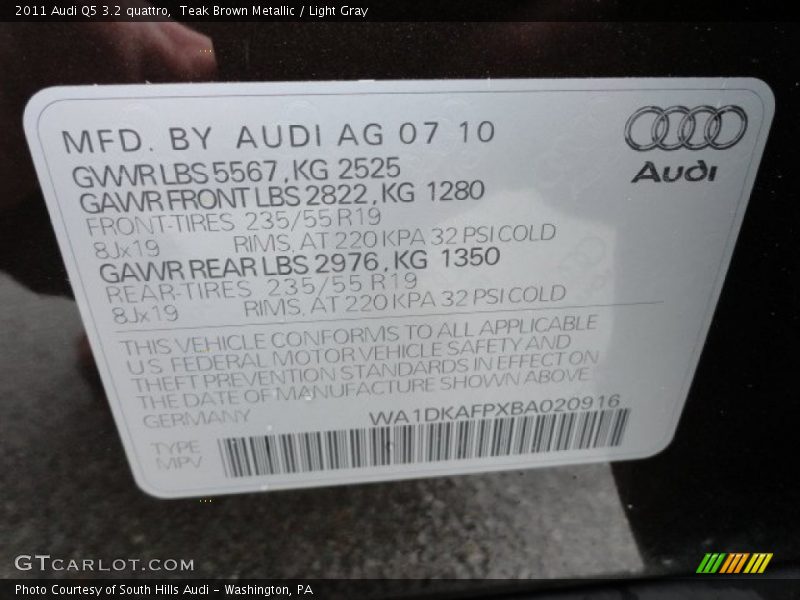 2011 Audi Q5 3.2 quattro,  Teak Brown Metallic / Light Gray
MFD. BY AUDI AG 07 10
GVWR LBS 5567 , KG 2525
GAWR FRONT LBS 2822 , KG 1280
FRONT-TIRES 235/55 R19
8Jx19 RIMS, AT 220 KPA 32 PSI COLD
GAWR REAR LBS 2976 , KG 1350
REAR-TIRES 235/55 R19
8Jx19 RIMS, AT 220 KPA 32 PSI COLD
THIS VEHICLE CONFORMS TO ALL APPLICABLE
U.S. FEDERAL MOTOR VEHICLE SAFETY AND
THEFT PREVENTION STANDARDS IN EFFECT ON
THE DATE OF MANUFACTURE SHOWN ABOVE
GERMANY WA1DKAFPXBA020916
TYPE
MPV
Audi
GTCARLOT.COM
Photo Courtesy of South Hills Audi - Washington, PA